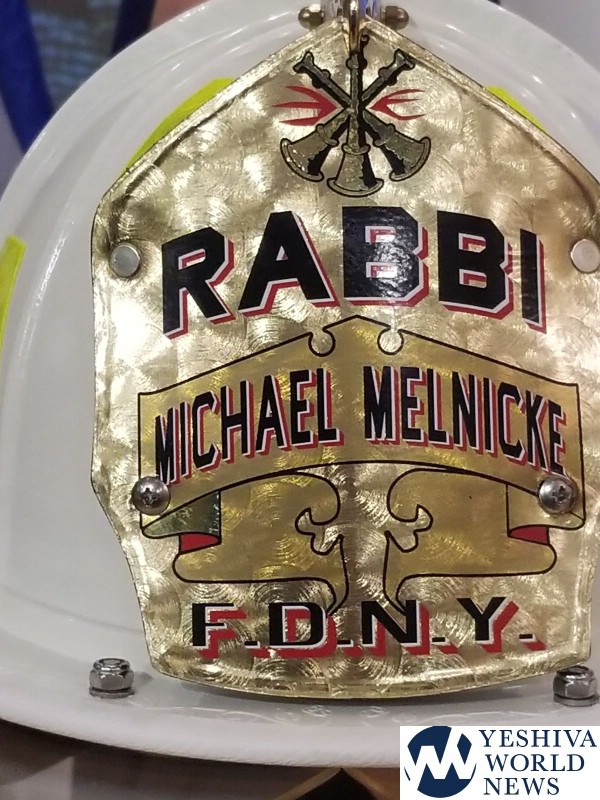 RABBI
MICHAEL MELNICKE
F.D.N.Y.
YESHIVA
WORLD
NEWS